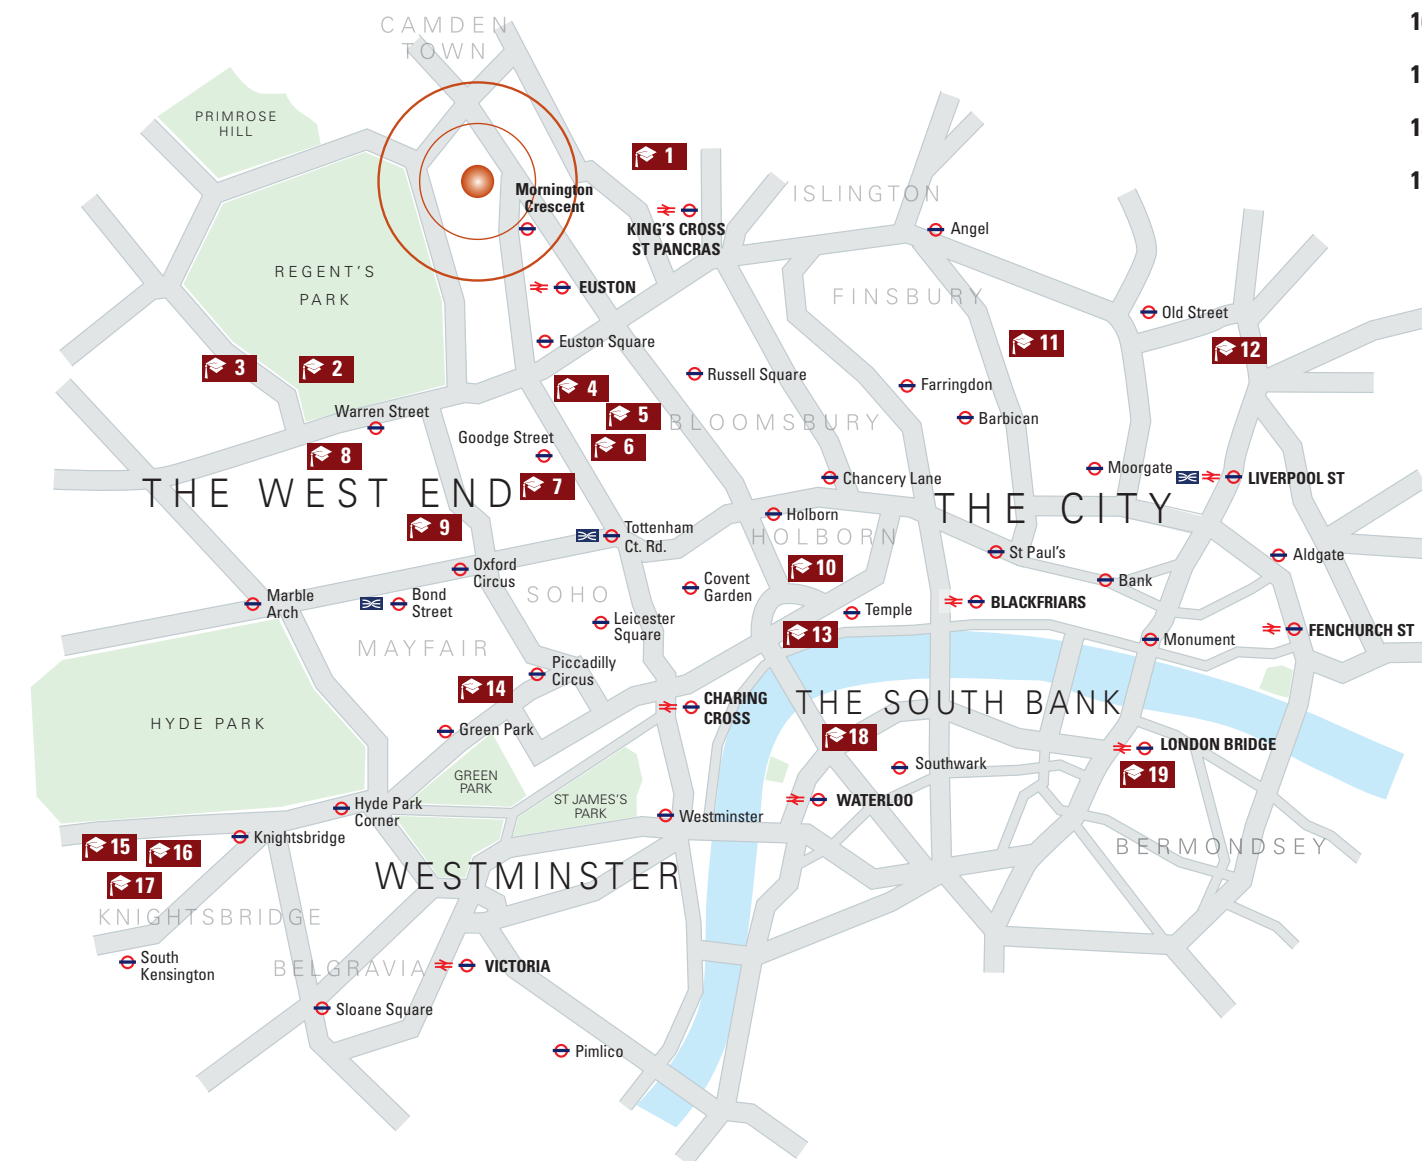 CAMDEN
TOWN
PRIMROSE
HILL
1
Mornington
Crescent
ISLINGTON
KING'S CROSS
ST PANCRAS
Angel
REGENT'S
PARK
EUSTON
FINSBURY
Old Street
Euston Square
11
12
3
2
Russell Square
4
Farringdon
Warren Street
5
BLOOMSBURY
Barbican
Goodge Street
6
8
Moorgate
LIVERPOOL ST
Chancery Lane
7
THE WEST END
THE CITY
Holborn
9
Tottenham
Ct. Rd.
HOLBORN
St Paul's
Aldgate
Oxford
Circus
10
Covent
Garden
Bank
Marble
Arch
Bond
Street
SOHO
Temple
BLACKFRIARS
Leicester
Square
13
FENCHURCH ST
Monument
MAYFAIR
Piccadilly
Circus
14
CHARING
CROSS
THE SOUTH BANK
HYDE PARK
Green Park
18
LONDON BRIDGE
Southwark
19
GREEN
PARK
ST JAMES'S
PARK
WATERLOO
Hyde Park
Corner
Westminster
Knightsbridge
15
16
BERMONDSEY
17
WESTMINSTER
KNIGHTSBRIDGE
South
Kensington
BELGRAVIA
VICTORIA
Sloane Square
Pimlico